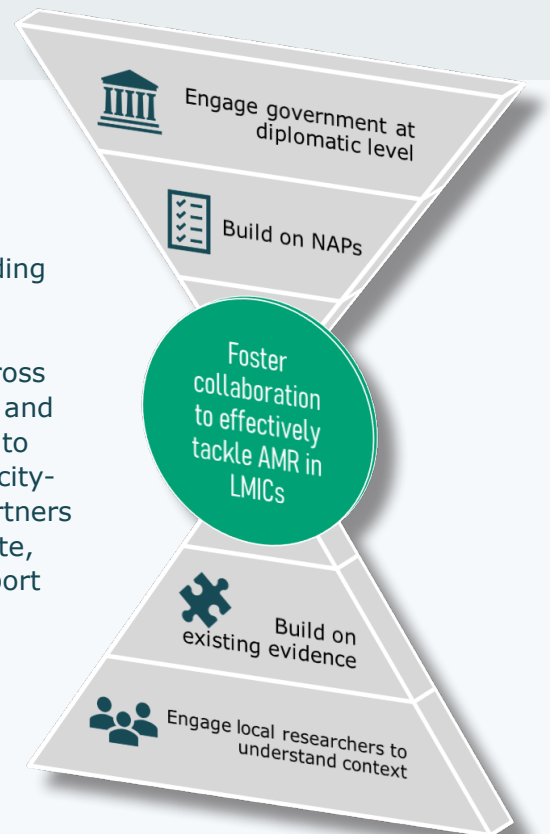 Engage government at
diplomatic level
Build on NAPs
ding
ross
and
to
city-
rtners
te,
port
Foster
collaboration
to effectively
tackle AMR in
LMICs
Build on
existing evidence
Engage local researchers to
understand context